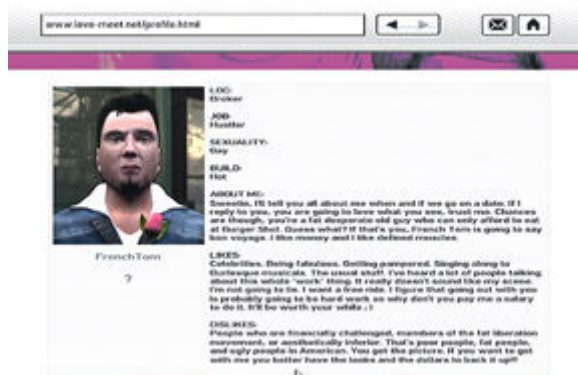 www.love-meet.net/profile.html
LOC:
Broker
JOB:
Hustler
SEXUALITY:
Gay
BUILD:
Hot
ABOUT ME:
Sweetie, I'll tell you all about me when and if we go on a date. If I
reply to you, you are going to love what you see, trust me. Chances
are though, you're a fat desperate old guy who can only afford to eat
at Burger Shot. Guess what? If that's you, French Tom is going to say
bon voyage. I like money and I like defined muscles.
FrenchTom
?
LIKES:
Celebrities. Being fabulous. Getting pampered. Singing along to
Burlesque musicals. The usual stuff. I've heard a lot of people talking
about this whole 'work' thing. It really doesn't sound like my scene.
I'm not going to lie. I want a free ride. I figure that going out with you
is probably going to be hard work so why don't you pay me a salary
to do it. It'll be worth your while ; )
DISLIKES:
People who are financially challenged, members of the fat liberation
movement, or aesthetically inferior. That's poor people, fat people,
and ugly people in American. You get the picture. If you want to get
with me you better have the looks and the dollars to back it up!!!